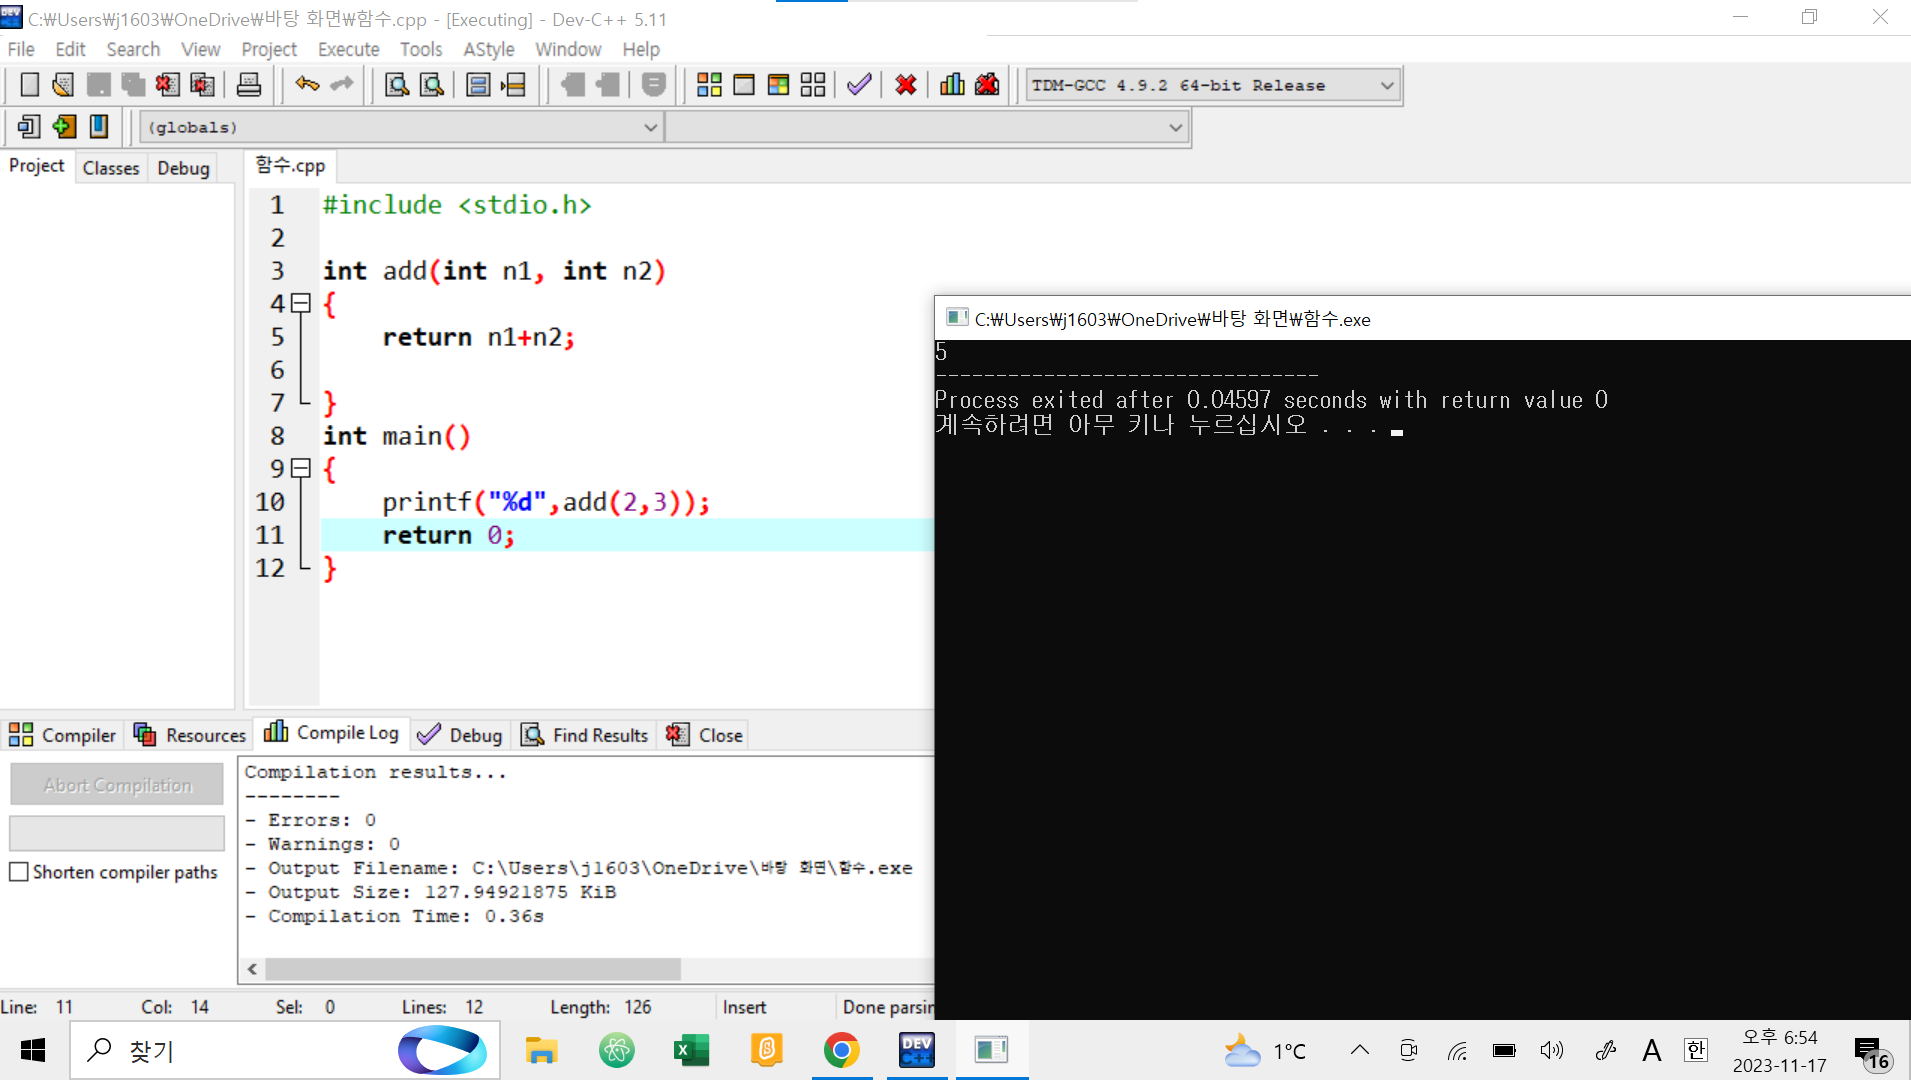 C:₩Users₩j1603₩OneDrive₩바탕 화면₩함수.cpp - [Executing] - Dev-C++ 5.11
File Edit Search View Project Execute Tools AStyle Window Help
TDM-GCC 4.9.2 64-bit Release
(globals)
Project Classes Debug
함수.cpp
1 #include <stdio.h>
2
3 int add(int n1, int n2)
4 {
5 return n1+n2;
6
7 }
8 int main()
9 {
10 printf("%d",add(2,3));
11 return 0;
12 }
C:₩Users₩j1603₩OneDrive₩바탕 화면₩함수.exe
5
--------------------------------
Process exited after 0.04597 seconds with return value 0
계속하려면 아무 키나 누르십시오 . . .
Compiler Resources Compile Log Debug Find Results Close
Abort Compilation
Shorten compiler paths
Compilation results...
--------
- Errors: 0
- Warnings: 0
- Output Filename: C:\Users\j1603\OneDrive\바탕 화면\함수.exe
- Output Size: 127.94921875 KiB
- Compilation Time: 0.36s
Line: 11 Col: 14 Sel: 0 Lines: 12 Length: 126 Insert Done parsin
찾기
DEV C++
1°C
A
한
오후 6:54
2023-11-17
16